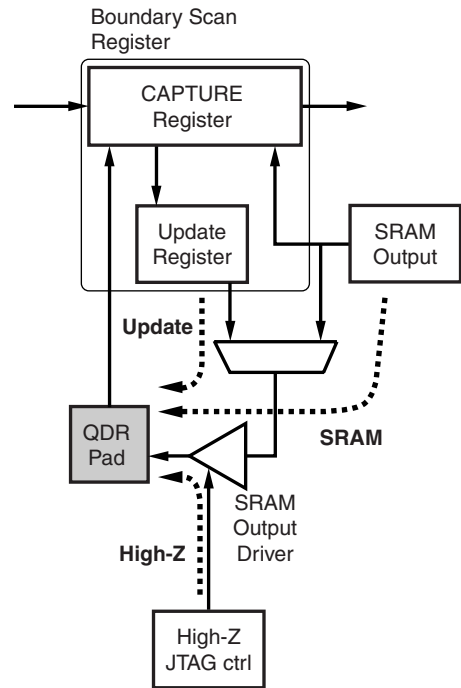 Boundary Scan
Register
CAPTURE
Register
Update
Register
SRAM
Output
Update
SRAM
QDR
Pad
SRAM
Output
Driver
High-Z
High-Z
JTAG ctrl